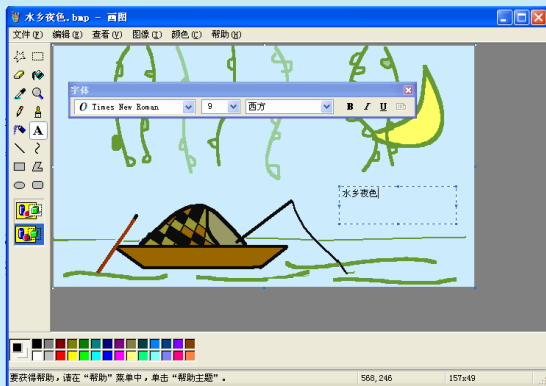 水乡夜色.bmp - 画图
文件(F) 编辑(E) 查看(V) 图像(I) 颜色(C) 帮助(H)
字体
O Times New Roman 9 西方 B I U
A
水乡夜色
要获得帮助，请在“帮助”菜单中，单击“帮助主题”。 568,246 157x49